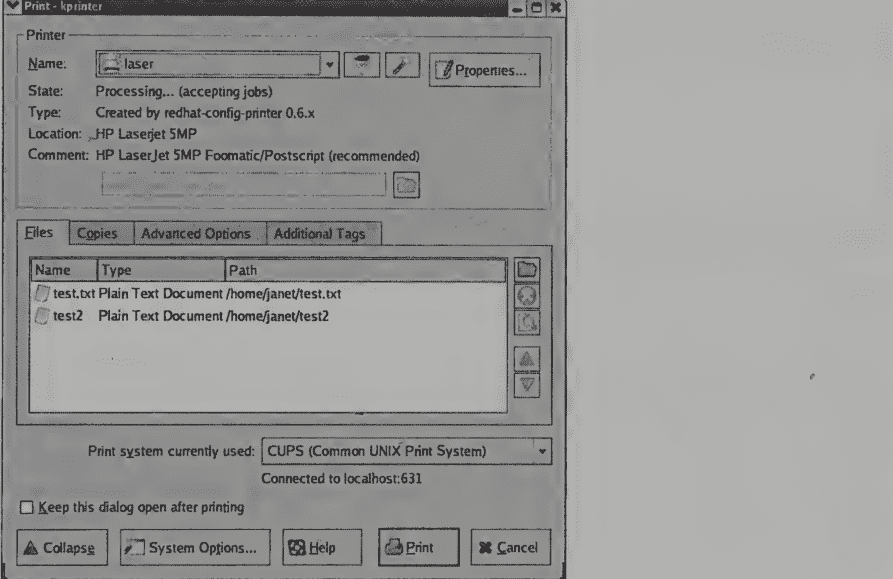 Print - kprinter
Printer
Name: laser Properties...
State: Processing... (accepting jobs)
Type: Created by redhat-config-printer 0.6.x
Location: HP Laserjet 5MP
Comment: HP LaserJet 5MP Foomatic/Postscript (recommended)
Files Copies Advanced Options Additional Tags
Name Type Path
test.txt Plain Text Document /home/janet/test.txt
test2 Plain Text Document /home/janet/test2
Print system currently used: CUPS (Common UNIX Print System)
Connected to localhost:631
Keep this dialog open after printing
Collapse System Options... Help Print Cancel